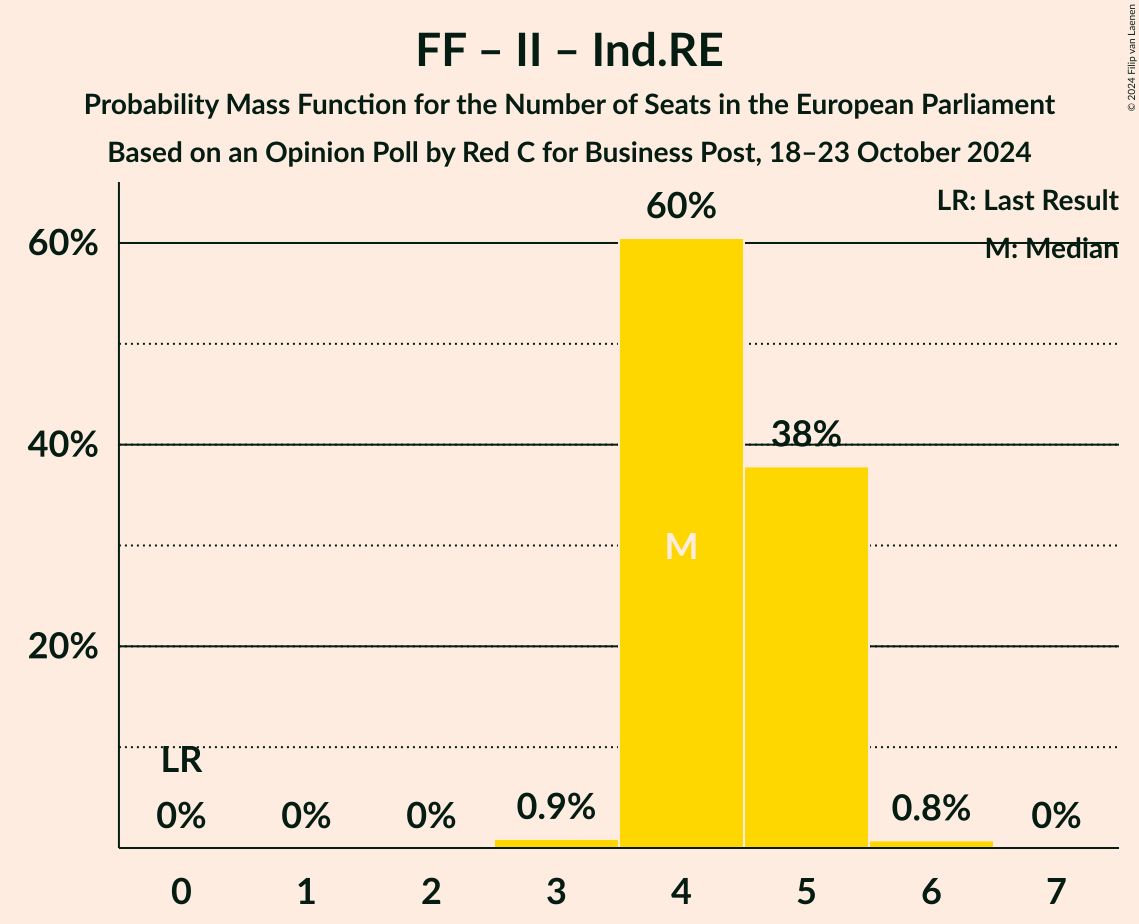 FF – II – Ind.RE
Probability Mass Function for the Number of Seats in the European Parliament
Based on an Opinion Poll by Red C for Business Post, 18–23 October 2024
© 2024 Filip van Laenen
LR: Last Result
M: Median
60%
40%
20%
60%
38%
M
LR
0%
0%
0%
0.9%
0.8%
0%
0
1
2
3
4
5
6
7